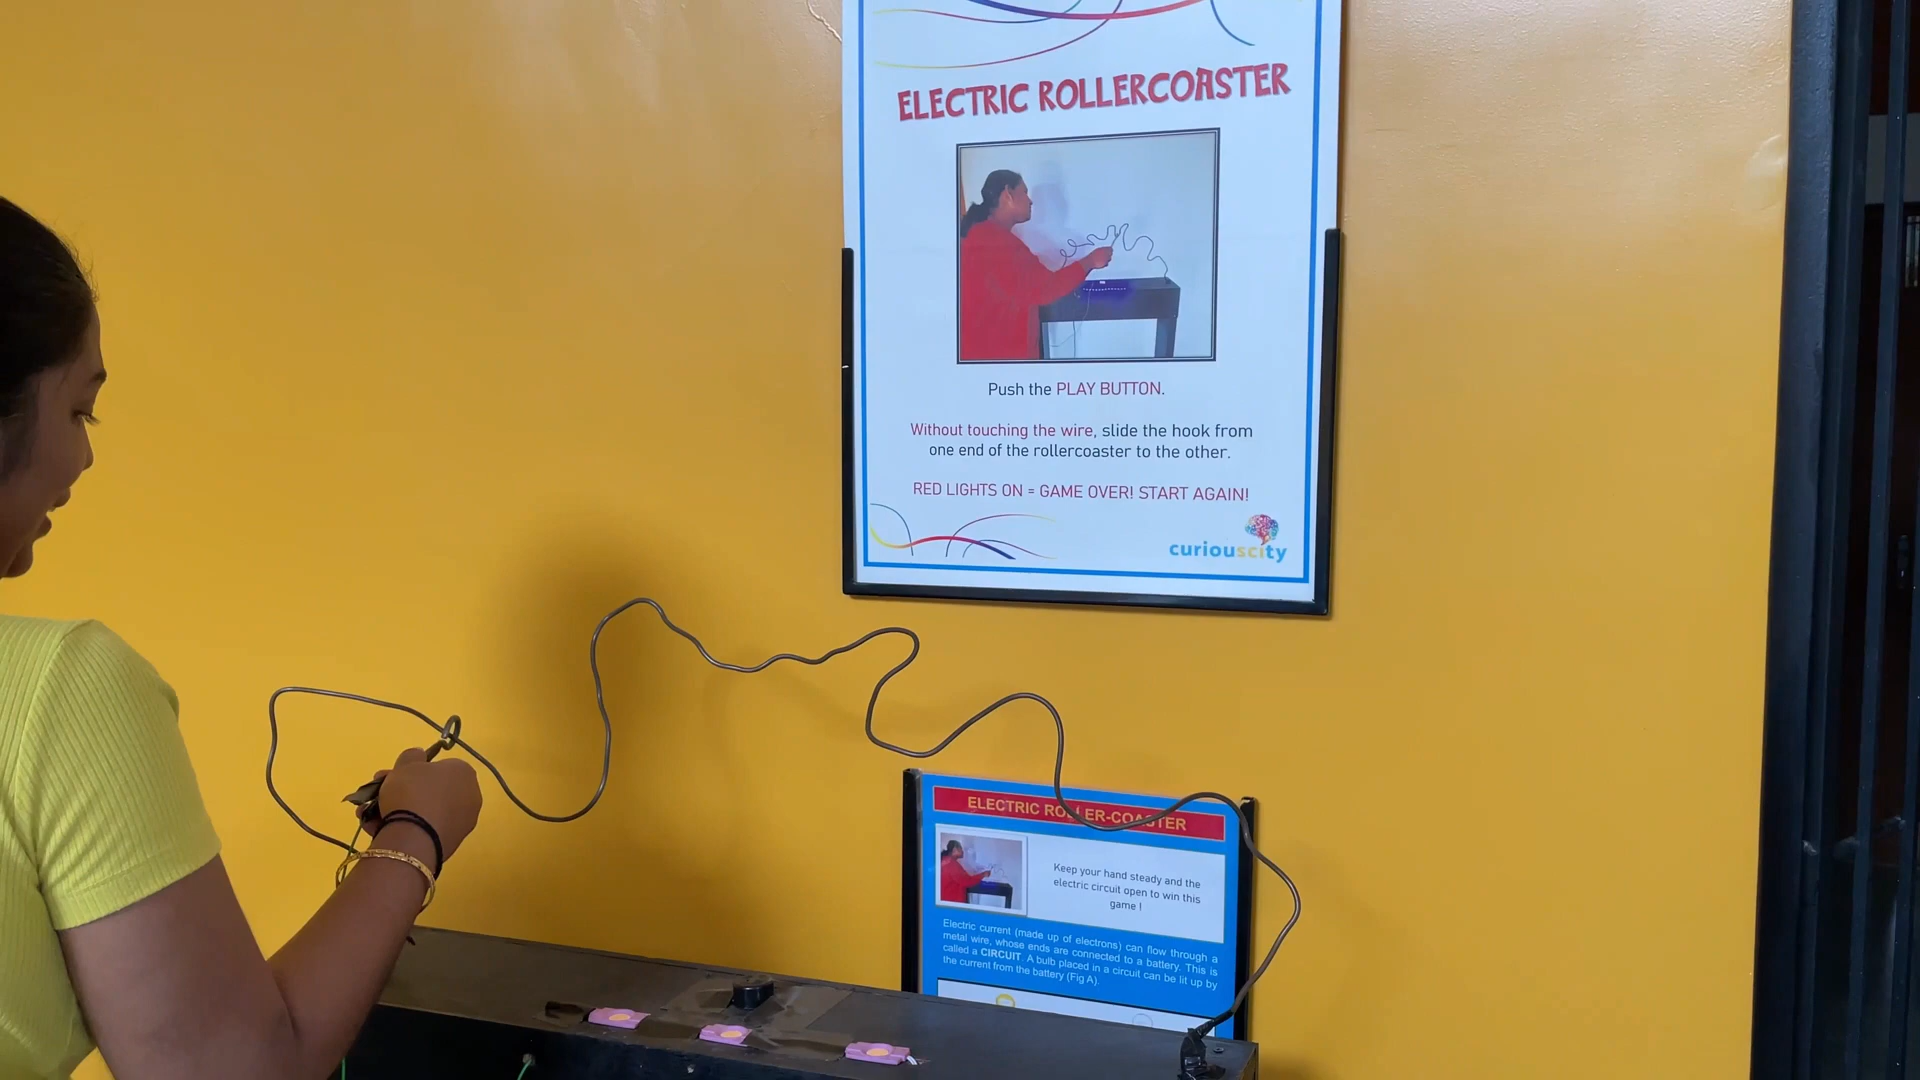 ELECTRIC ROLLERCOASTER
Push the PLAY BUTTON.
Without touching the wire, slide the hook from
one end of the rollercoaster to the other.
RED LIGHTS ON = GAME OVER! START AGAIN!
curiouscity
ELECTRIC ROLLER-COASTER
Keep your hand steady and the
electric circuit open to win this
game !
Electric current (made up of electrons) can flow through a
metal wire, whose ends are connected to a battery. This is
called a CIRCUIT. A bulb placed in a circuit can be lit up by
the current from the battery (Fig A).